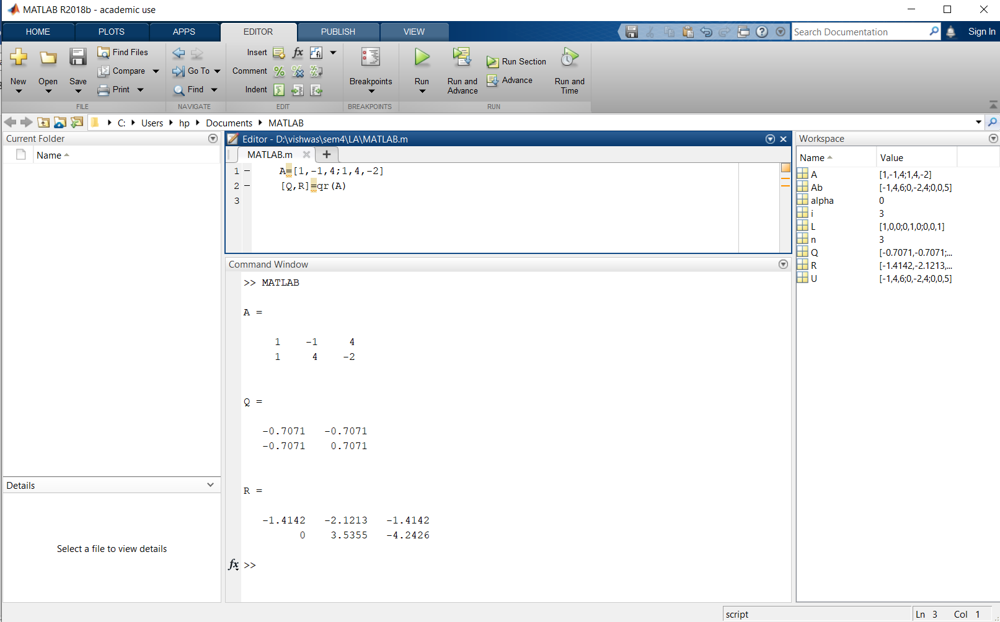 MATLAB R2018b - academic use
HOME PLOTS APPS EDITOR PUBLISH VIEW
Search Documentation
Sign In
New
Open
Save
Find Files
Compare
Print
FILE
Go To
Find
NAVIGATE
Insert
fx
fi
Comment
%
Indent
EDIT
Breakpoints
BREAKPOINTS
Run
Run and
Advance
Run Section
Advance
Run and
Time
RUN
C: Users hp Documents MATLAB
Current Folder
Name
Details
Select a file to view details
Editor - D:\vishwas\sem4\LA\MATLAB.m
MATLAB.m
1 A=[1,-1,4;1,4,-2]
2 [Q,R]=qr(A)
3
Command Window
>> MATLAB
A =
1 -1 4
1 4 -2
Q =
-0.7071 -0.7071
-0.7071 0.7071
R =
-1.4142 -2.1213 -1.4142
0 3.5355 -4.2426
fx >>
Workspace
Name Value
A [1,-1,4;1,4,-2]
Ab [-1,4,6;0,-2,4;0,0,5]
alpha 0
i 3
L [1,0,0;0,1,0;0,0,1]
n 3
Q [-0.7071,-0.7071;...
R [-1.4142,-2.1213,...
U [-1,4,6;0,-2,4;0,0,5]
script
Ln 3 Col 1